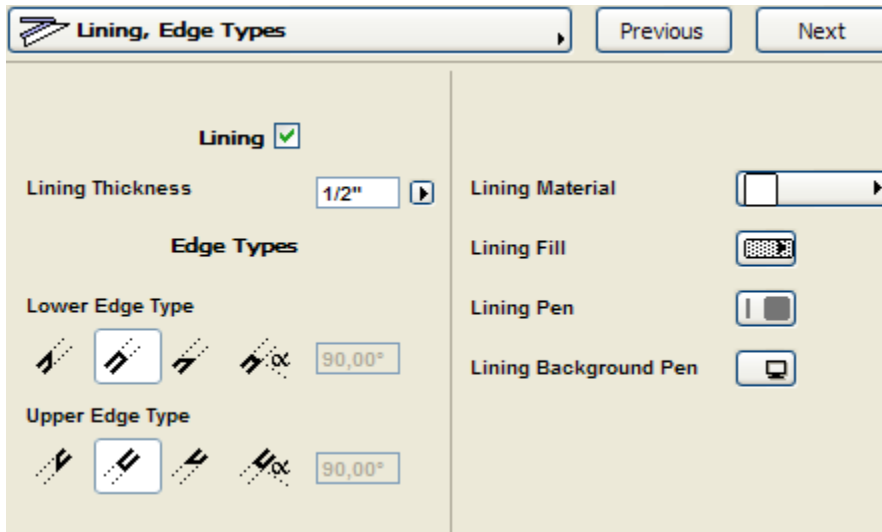 Lining, Edge Types
Previous
Next
Lining
Lining Thickness
1/2"
Edge Types
Lower Edge Type
α
90,00°
Upper Edge Type
α
90,00°
Lining Material
Lining Fill
Lining Pen
Lining Background Pen